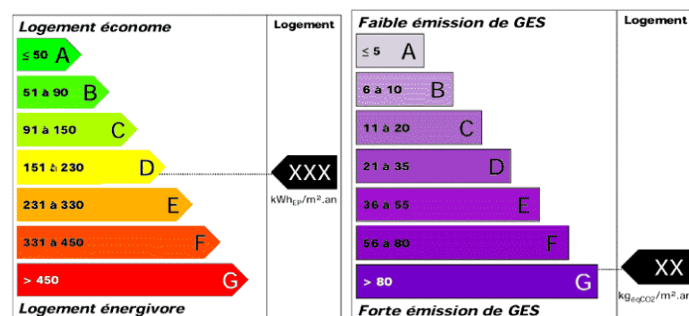 Logement économe
Logement
≤ 50 A
51 à 90 B
91 à 150 C
151 à 230 D
XXX
kWhEP/m².an
231 à 330 E
331 à 450 F
> 450 G
Logement énergivore
Faible émission de GES
Logement
≤ 5 A
6 à 10 B
11 à 20 C
21 à 35 D
36 à 55 E
56 à 80 F
> 80 G
XX
kgéqCO2/m².an
Forte émission de GES